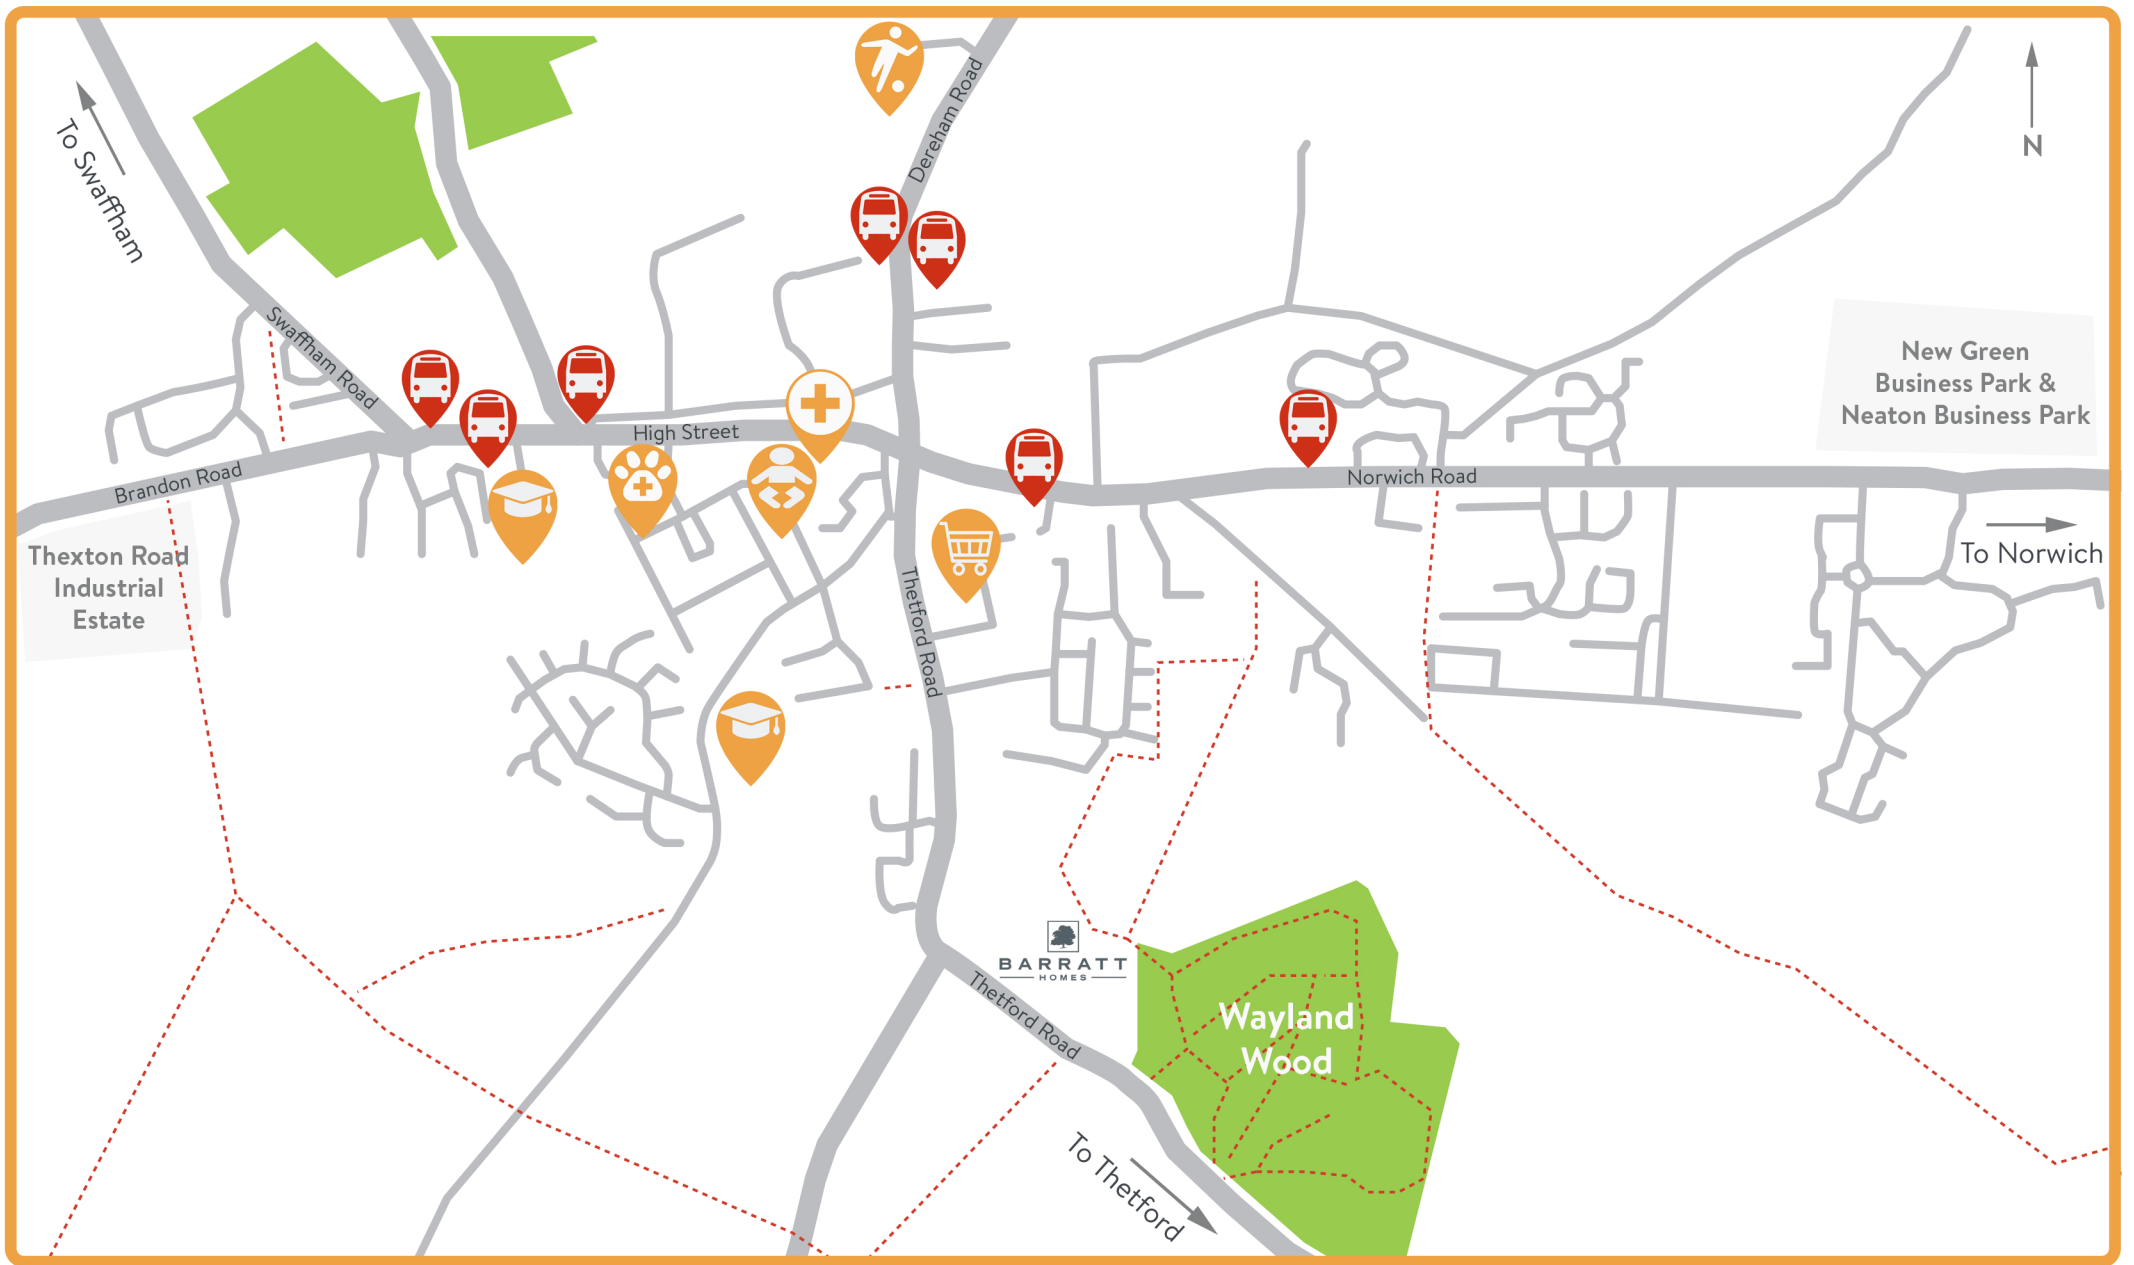 Dereham Road
N
To Swaffham
Swaffham Road
New Green
Business Park &
Neaton Business Park
High Street
Norwich Road
Brandon Road
To Norwich
Thexton Road
Industrial
Estate
Thetford Road
BARRATT
HOMES
Thetford Road
Wayland
Wood
To Thetford